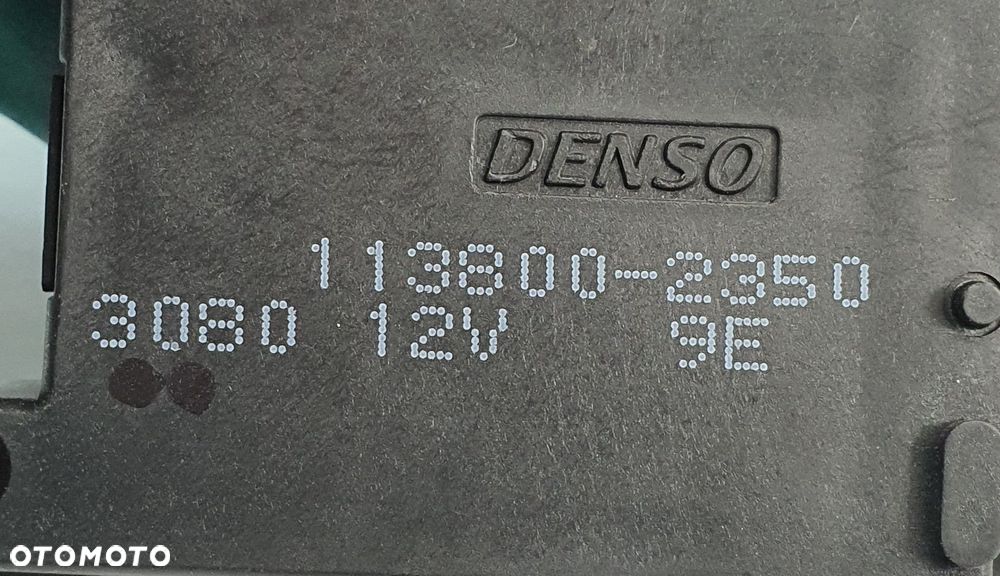 DENSO
113800-2350
3080 12V 9E
OTOMOTO